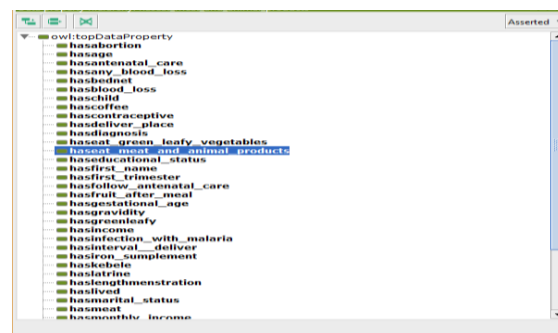 Asserted
owl:topDataProperty
hasabortion
hasage
hasantenatal_care
hasany_blood_loss
hasbednet
hasblood_loss
haschild
hascoffee
hascontraceptive
hasdeliver_place
hasdiagnosis
haseat_green_leafy_vegetables
haseat_meat_and_animal_products
haseducational_status
hasfirst_name
hasfirst_trimester
hasfollow_antenatal_care
hasfruit_after_meal
hasgestational_age
hasgravidity
hasgreenleafy
hasincome
hasinfection_with_malaria
hasinterval__deliver
hasiron_sumplement
haskebele
haslatrine
haslengthmenstration
haslived
hasmarital_status
hasmeat
hasmonthly_income